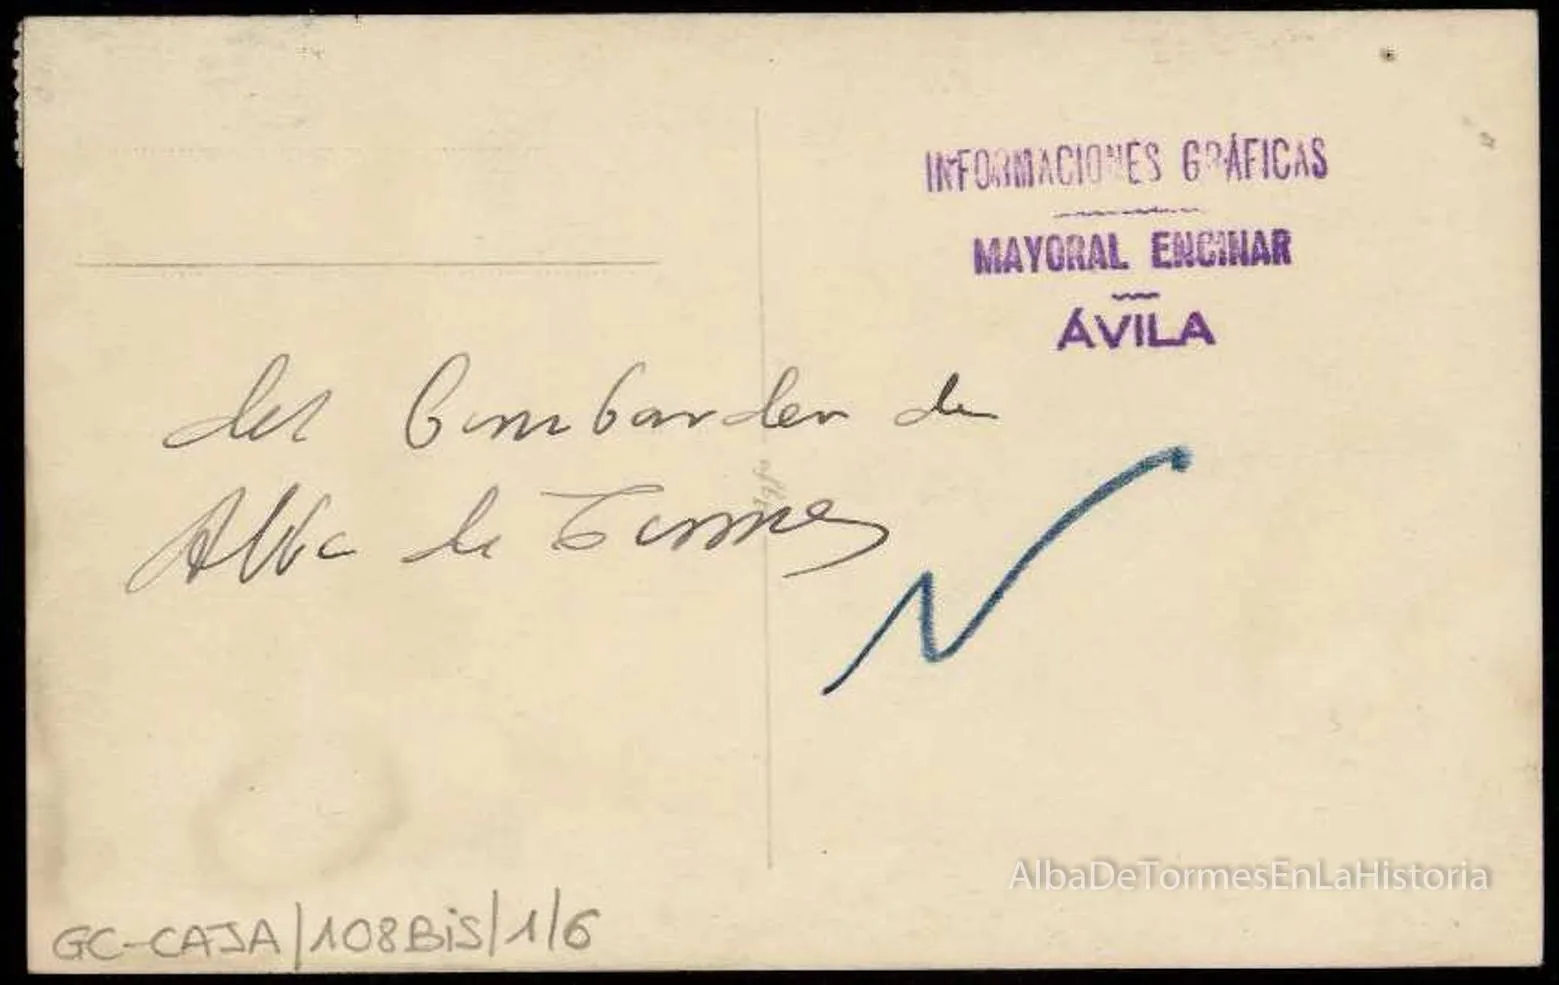 INFORMACIONES GRÁFICAS
MAYORAL ENCINAR
ÁVILA
del bombardeo de
Alba de Tormes
AlbaDeTormesEnLaHistoria
GC-CAJA/108BiS/1/6